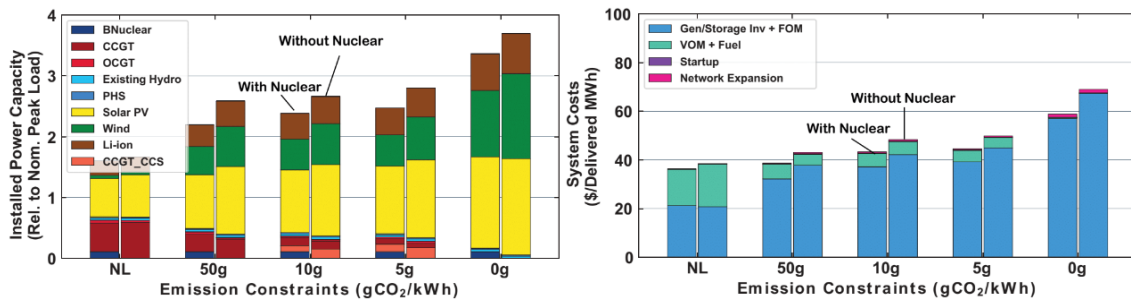 4
3
2
1
0
Installed Power Capacity
(Rel. to Nom. Peak Load)
BNuclear
CCGT
OCGT
Existing Hydro
PHS
Solar PV
Wind
Li-ion
CCGT_CCS
Without Nuclear
With Nuclear
NL
50g
10g
5g
0g
Emission Constraints (gCO₂/kWh)
100
80
60
40
20
0
System Costs
($/Delivered MWh)
Gen/Storage Inv + FOM
VOM + Fuel
Startup
Network Expansion
Without Nuclear
With Nuclear
NL
50g
10g
5g
0g
Emission Constraints (gCO₂/kWh)